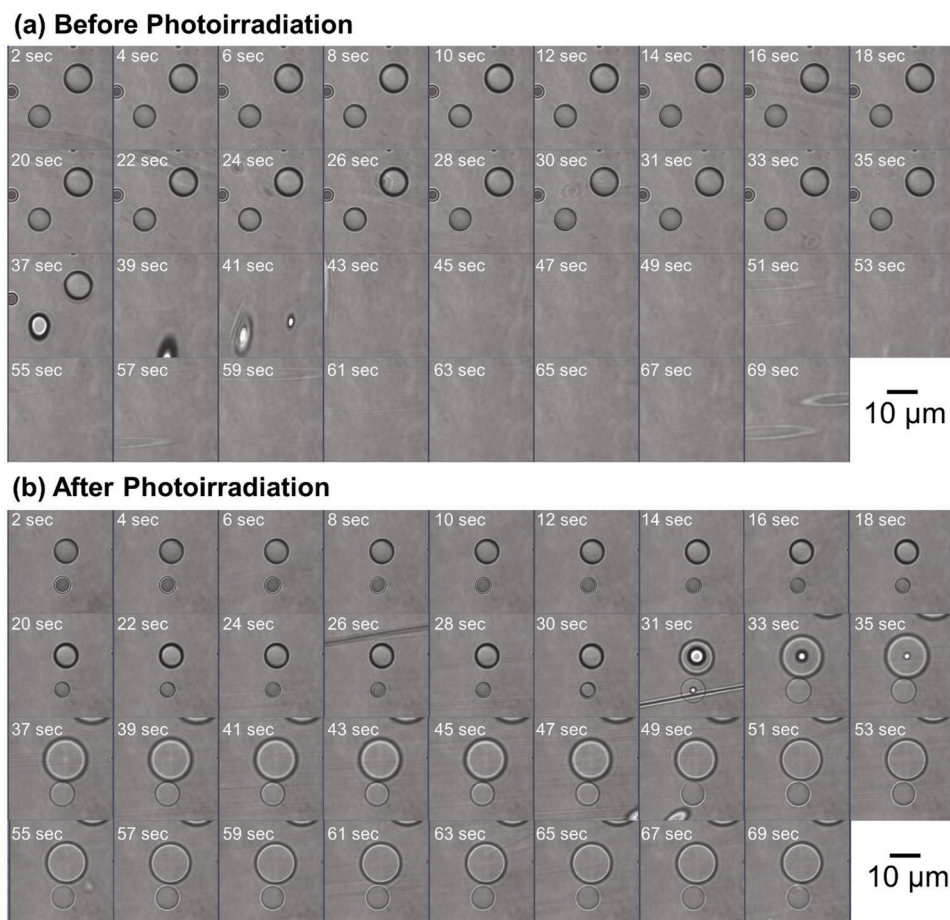 (a) Before Photoirradiation
2 sec 4 sec 6 sec 8 sec 10 sec 12 sec 14 sec 16 sec 18 sec
20 sec 22 sec 24 sec 26 sec 28 sec 30 sec 31 sec 33 sec 35 sec
37 sec 39 sec 41 sec 43 sec 45 sec 47 sec 49 sec 51 sec 53 sec
55 sec 57 sec 59 sec 61 sec 63 sec 65 sec 67 sec 69 sec
10 µm
(b) After Photoirradiation
2 sec 4 sec 6 sec 8 sec 10 sec 12 sec 14 sec 16 sec 18 sec
20 sec 22 sec 24 sec 26 sec 28 sec 30 sec 31 sec 33 sec 35 sec
37 sec 39 sec 41 sec 43 sec 45 sec 47 sec 49 sec 51 sec 53 sec
55 sec 57 sec 59 sec 61 sec 63 sec 65 sec 67 sec 69 sec
10 µm